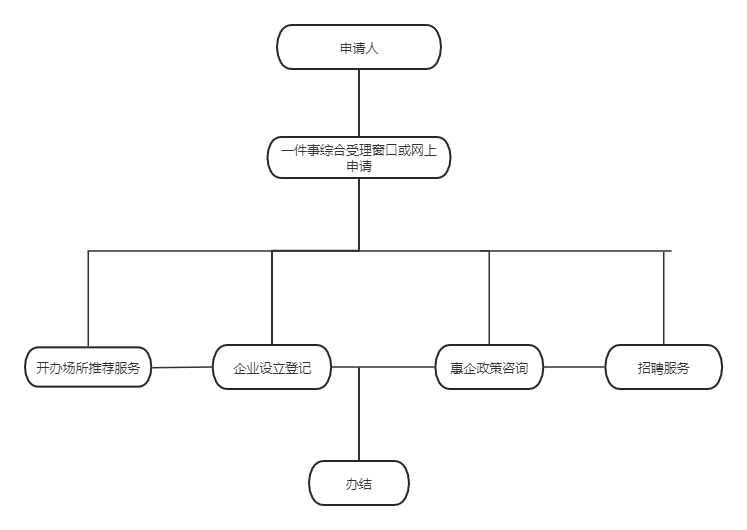 申请人
一件事综合受理窗口或网上
申请
开办场所推荐服务
企业设立登记
惠企政策咨询
招聘服务
办结